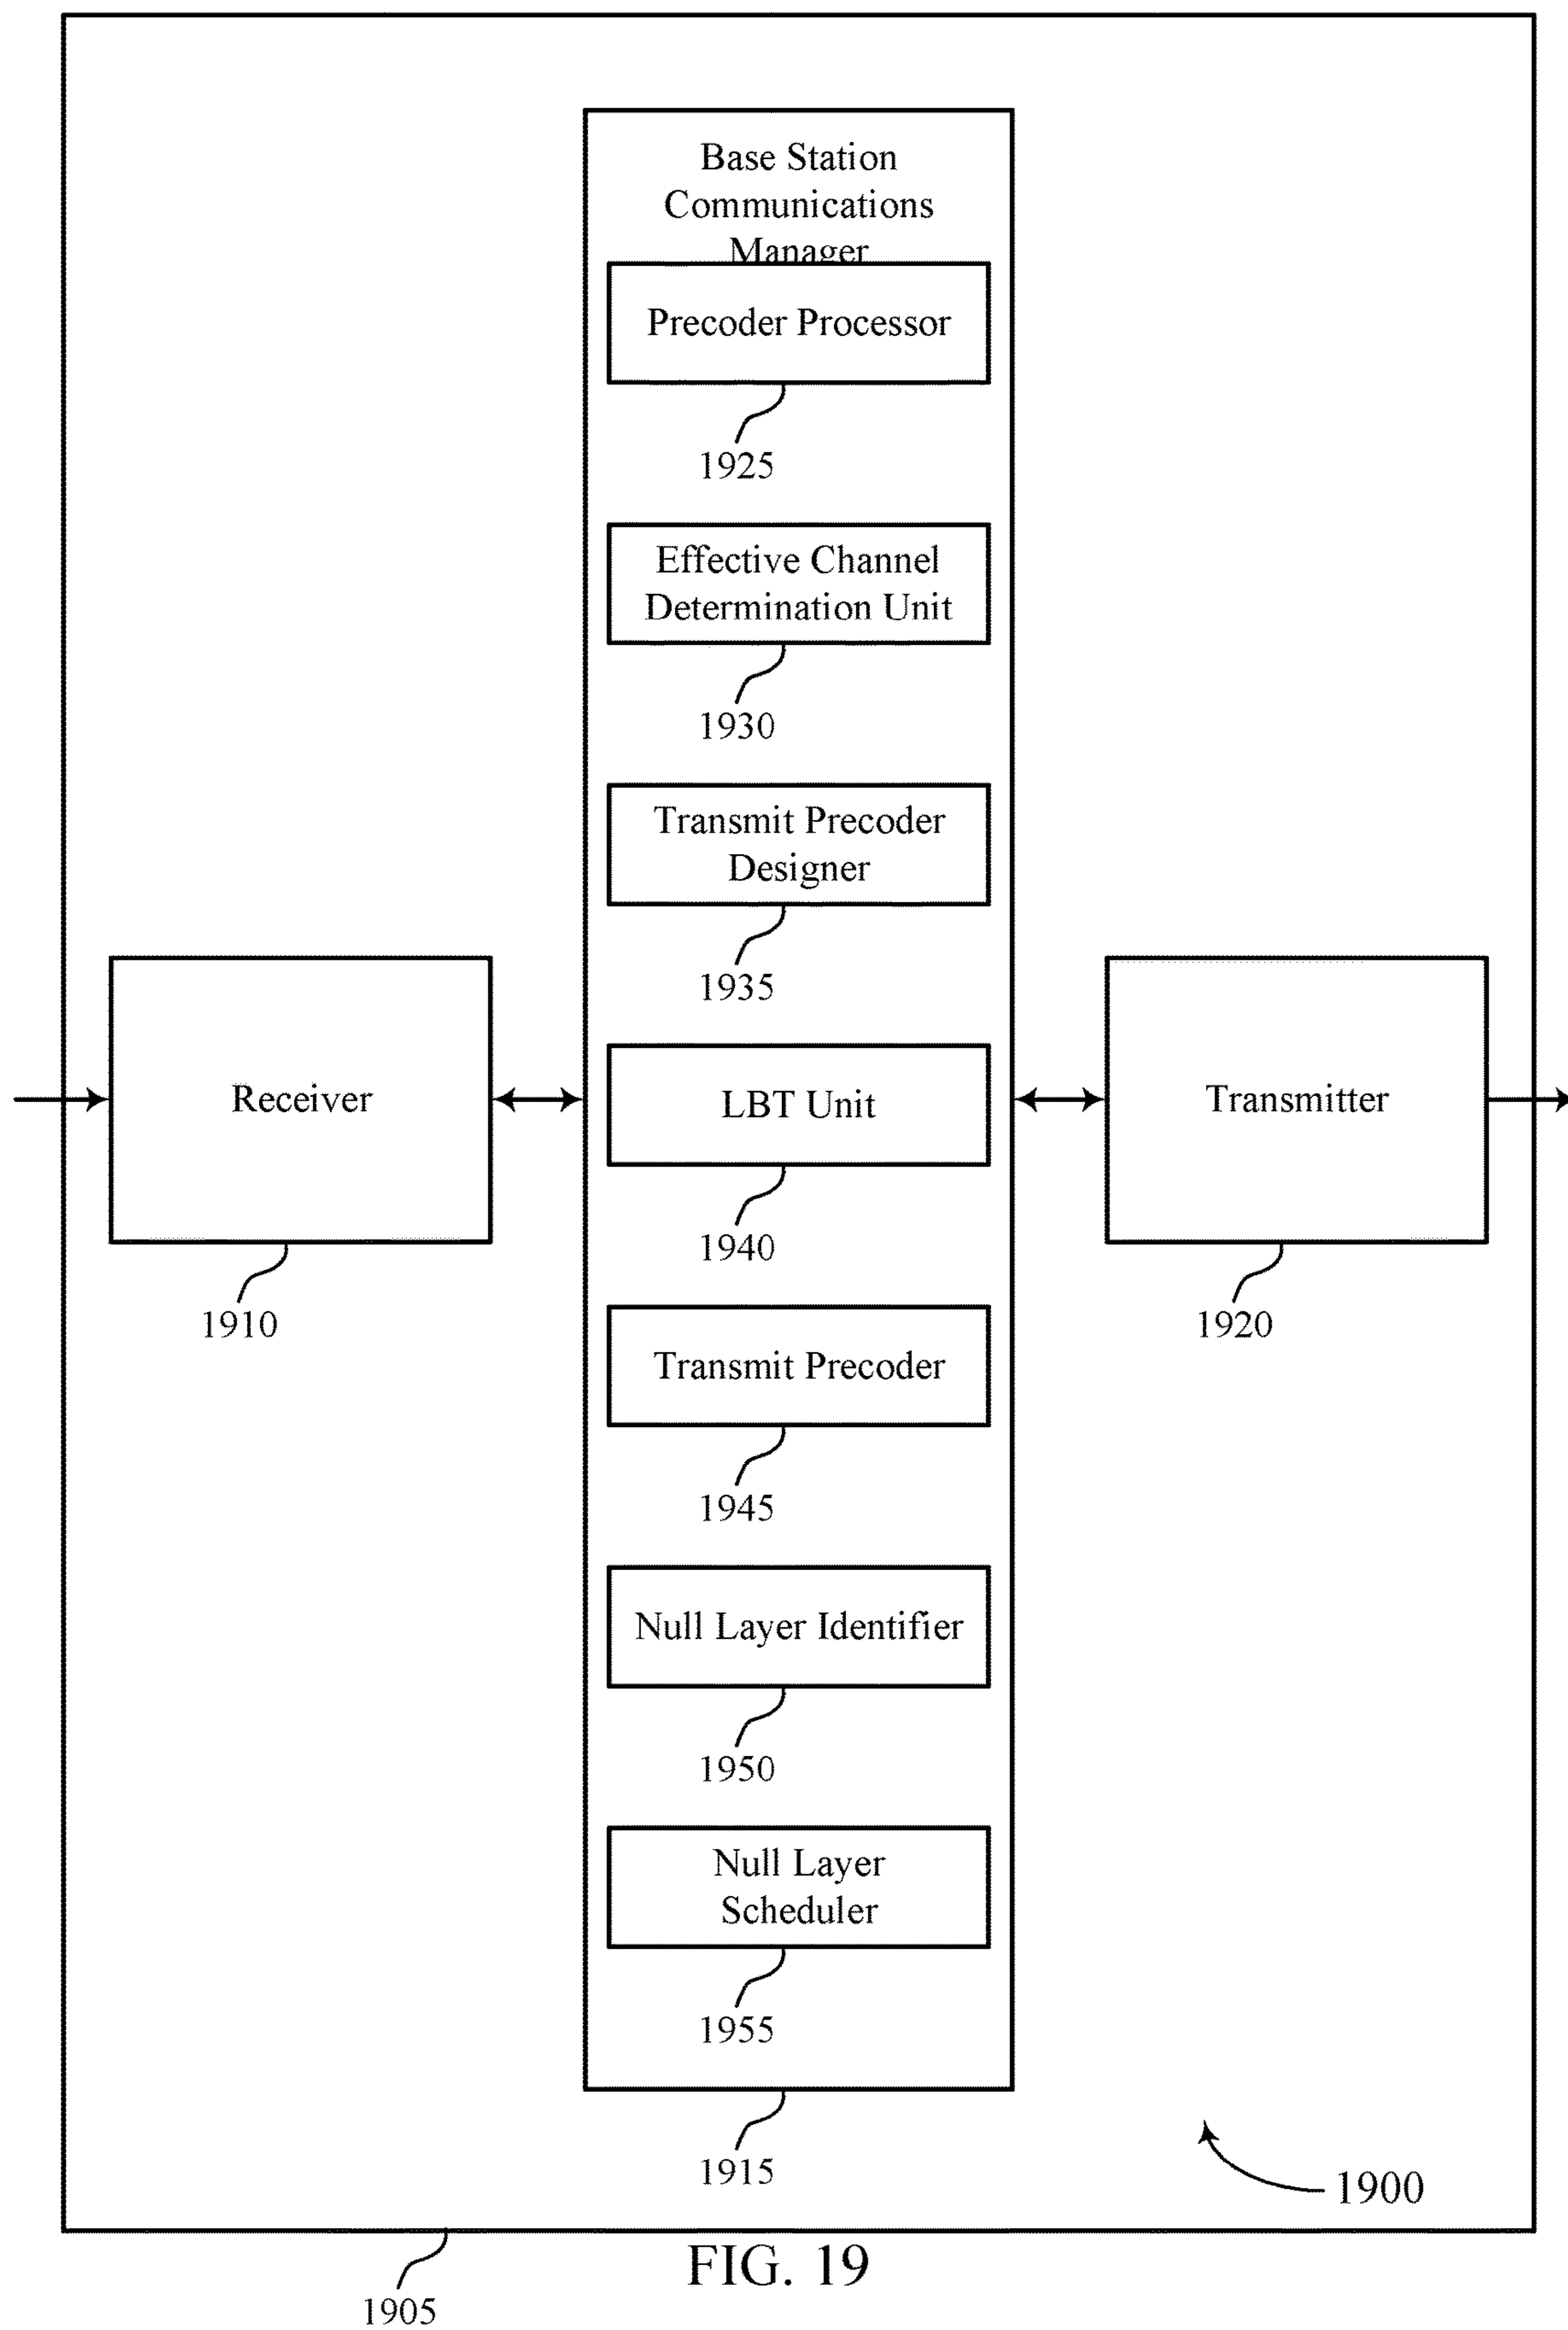 Base Station
Communications
Manager
Precoder Processor
1925
Effective Channel
Determination Unit
1930
Transmit Precoder
Designer
1935
Receiver
1910
LBT Unit
1940
Transmitter
1920
Transmit Precoder
1945
Null Layer Identifier
1950
Null Layer
Scheduler
1955
1915
1900
FIG. 19
1905